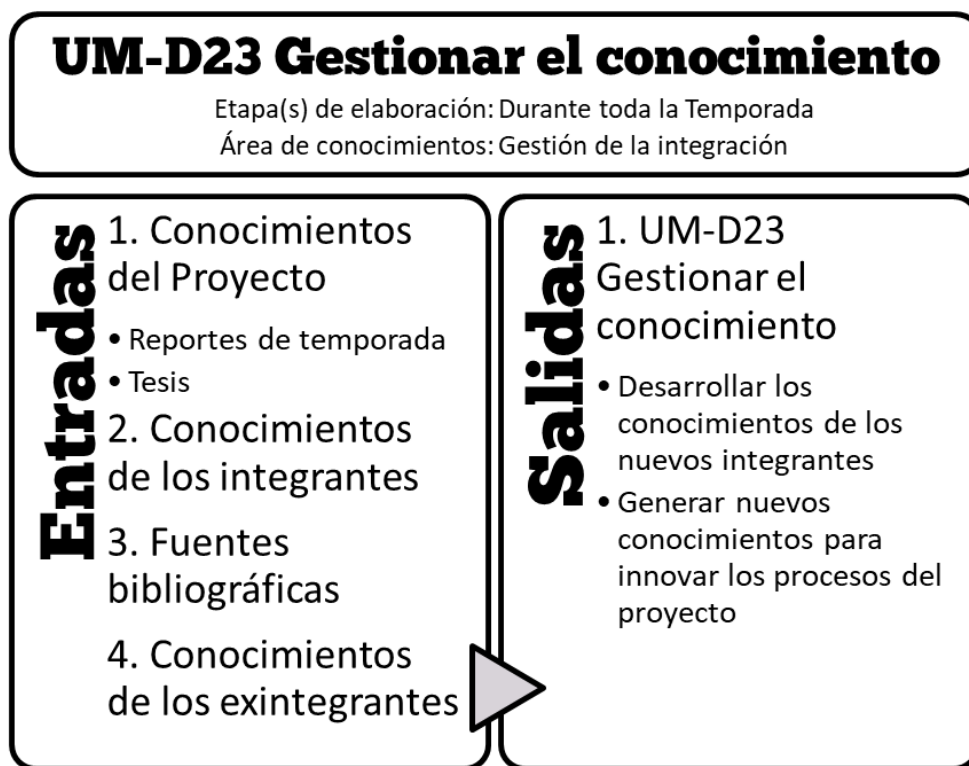 UM-D23 Gestionar el conocimiento
Etapa(s) de elaboración: Durante toda la Temporada
Área de conocimientos: Gestión de la integración
Entradas
1. Conocimientos
del Proyecto
• Reportes de temporada
• Tesis
2. Conocimientos
de los integrantes
3. Fuentes
bibliográficas
4. Conocimientos
de los exintegrantes
Salidas
1. UM-D23
Gestionar el
conocimiento
• Desarrollar los
conocimientos de los
nuevos integrantes
• Generar nuevos
conocimientos para
innovar los procesos del
proyecto